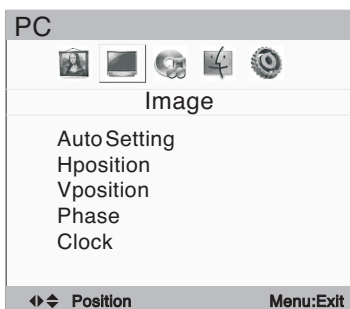 PC
Image
Auto Setting
Hposition
Vposition
Phase
Clock
Position Menu:Exit